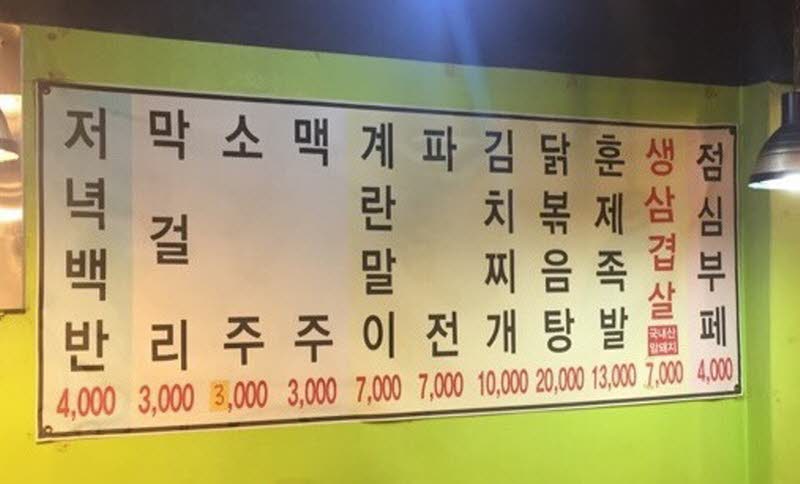 저녁백반 4,000
막걸리 3,000
소주 3,000
맥주 3,000
계란말이 7,000
파전 7,000
김치찌개 10,000
닭볶음탕 20,000
훈제족발 13,000
생삼겹살 국내산 암돼지 7,000
점심부페 4,000